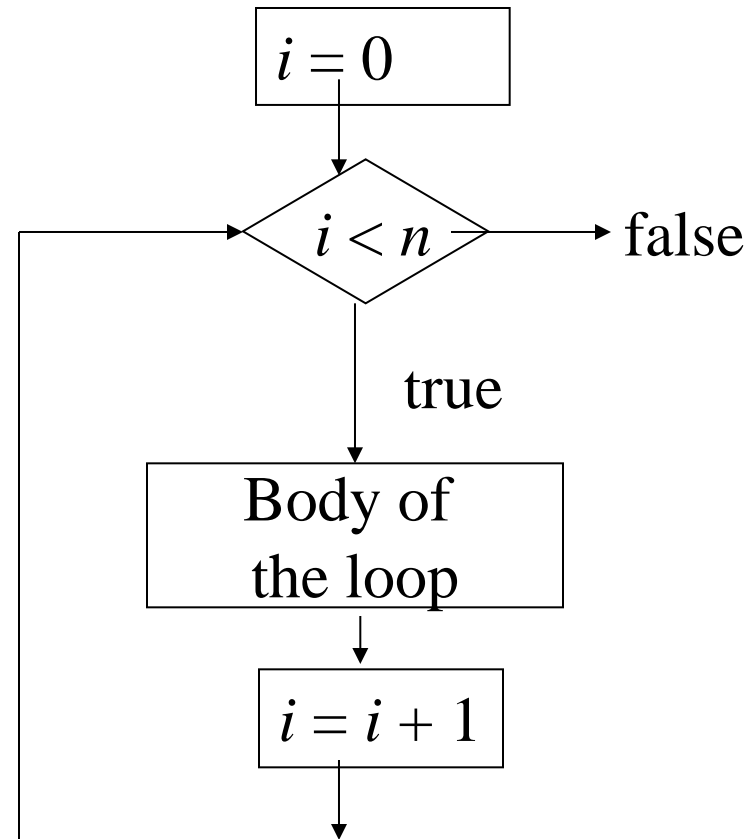 i = 0
i < n
false
true
Body of
the loop
i = i + 1